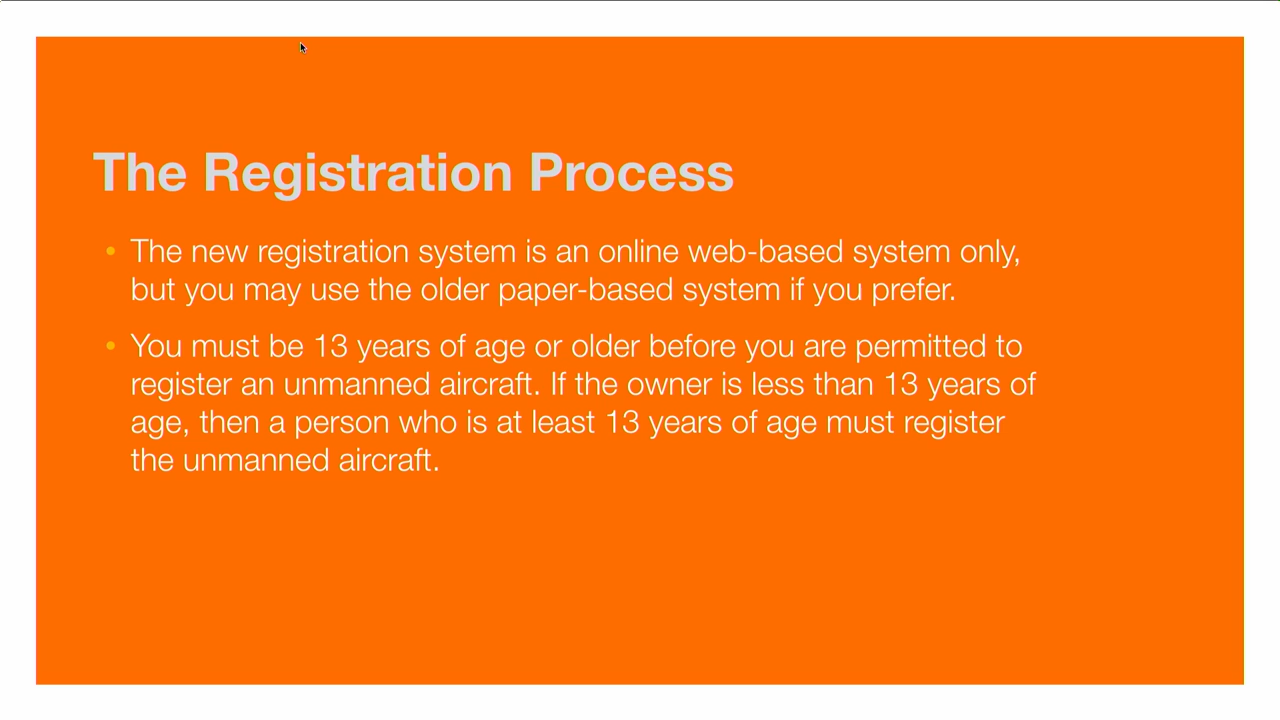 The Registration Process
• The new registration system is an online web-based system only,
but you may use the older paper-based system if you prefer.
• You must be 13 years of age or older before you are permitted to
register an unmanned aircraft. If the owner is less than 13 years of
age, then a person who is at least 13 years of age must register
the unmanned aircraft.